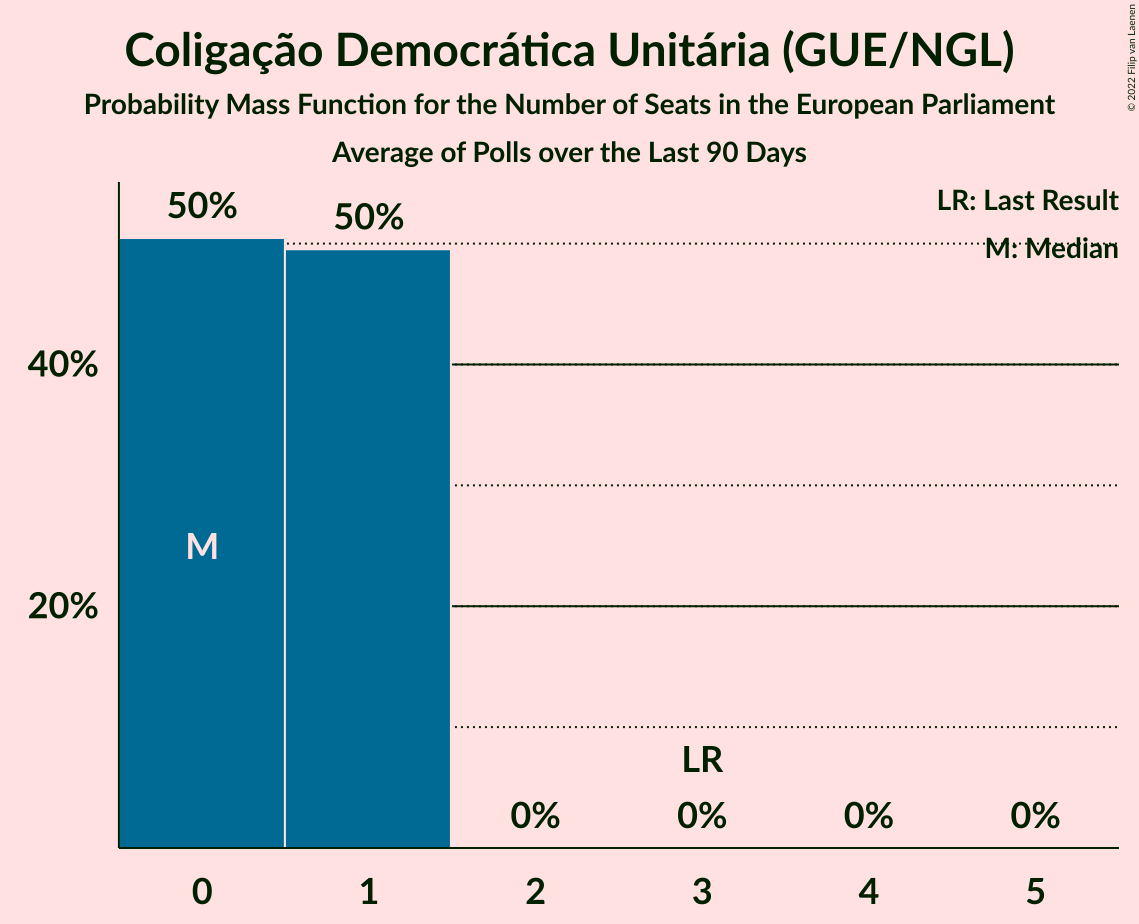 Coligação Democrática Unitária (GUE/NGL)
Probability Mass Function for the Number of Seats in the European Parliament
Average of Polls over the Last 90 Days
© 2022 Filip van Laenen
LR: Last Result
M: Median
50%
50%
40%
20%
M
LR
0%
0%
0%
0%
0
1
2
3
4
5